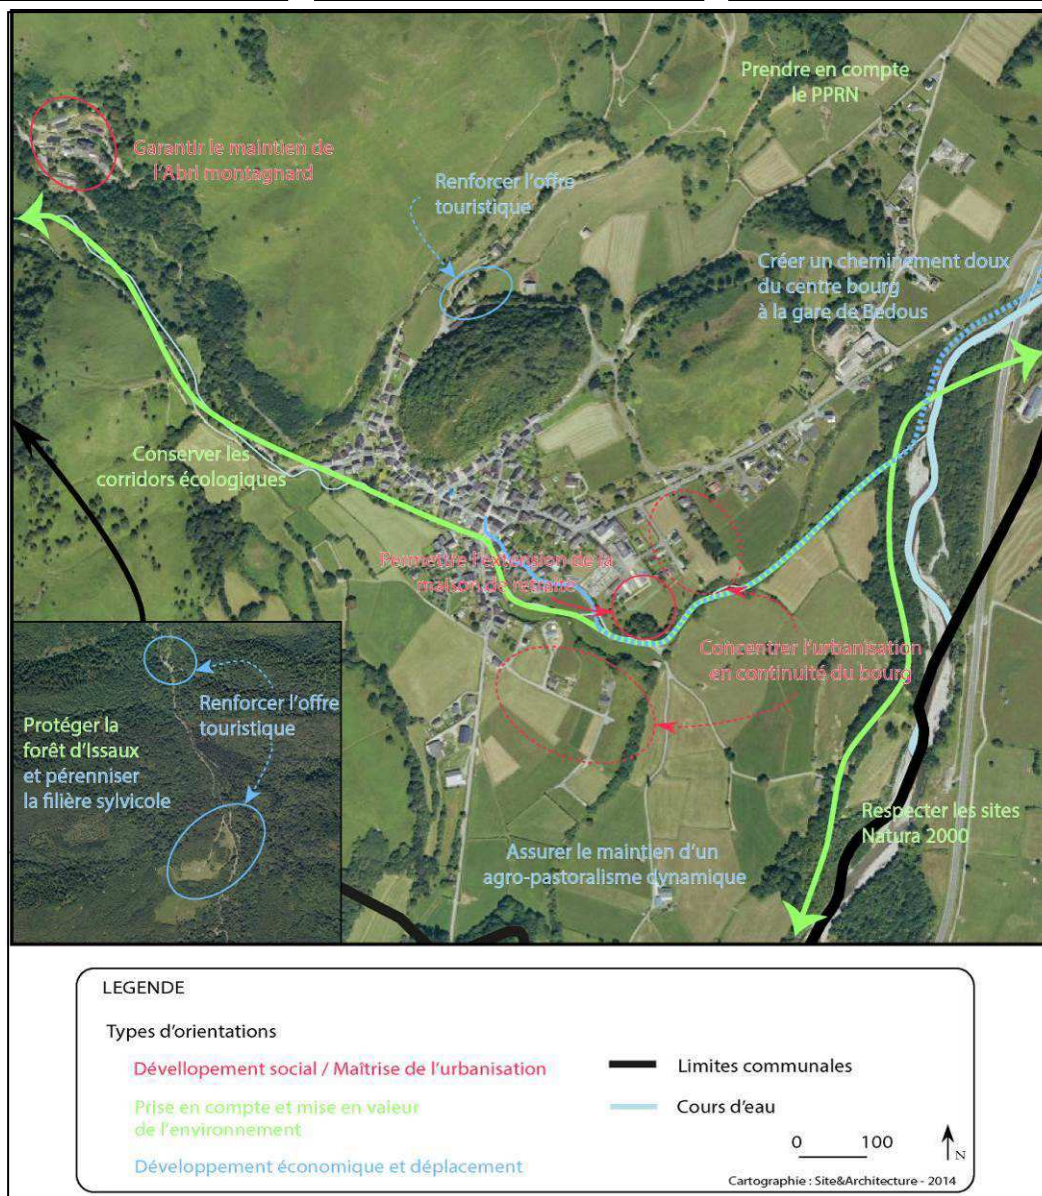 Prendre en compte
le PPRN
Garantir le maintien de
l'Abri montagnard
Renforcer l'offre
touristique
Créer un cheminement doux
du centre bourg
à la gare de Bedous
Conserver les
corridors écologiques
Permettre l'extension de la
maison de retraite
Concentrer l'urbanisation
en continuité du bourg
Renforcer l'offre
touristique
Protéger la
forêt d'Issaux
et pérenniser
la filière sylvicole
Respecter les sites
Natura 2000
Assurer le maintien d'un
agro-pastoralisme dynamique
LEGENDE
Types d'orientations
Dévellopement social / Maîtrise de l'urbanisation
Prise en compte et mise en valeur
de l'environnement
Développement économique et déplacement
Limites communales
Cours d'eau
0 100
N
Cartographie : Site&Architecture - 2014